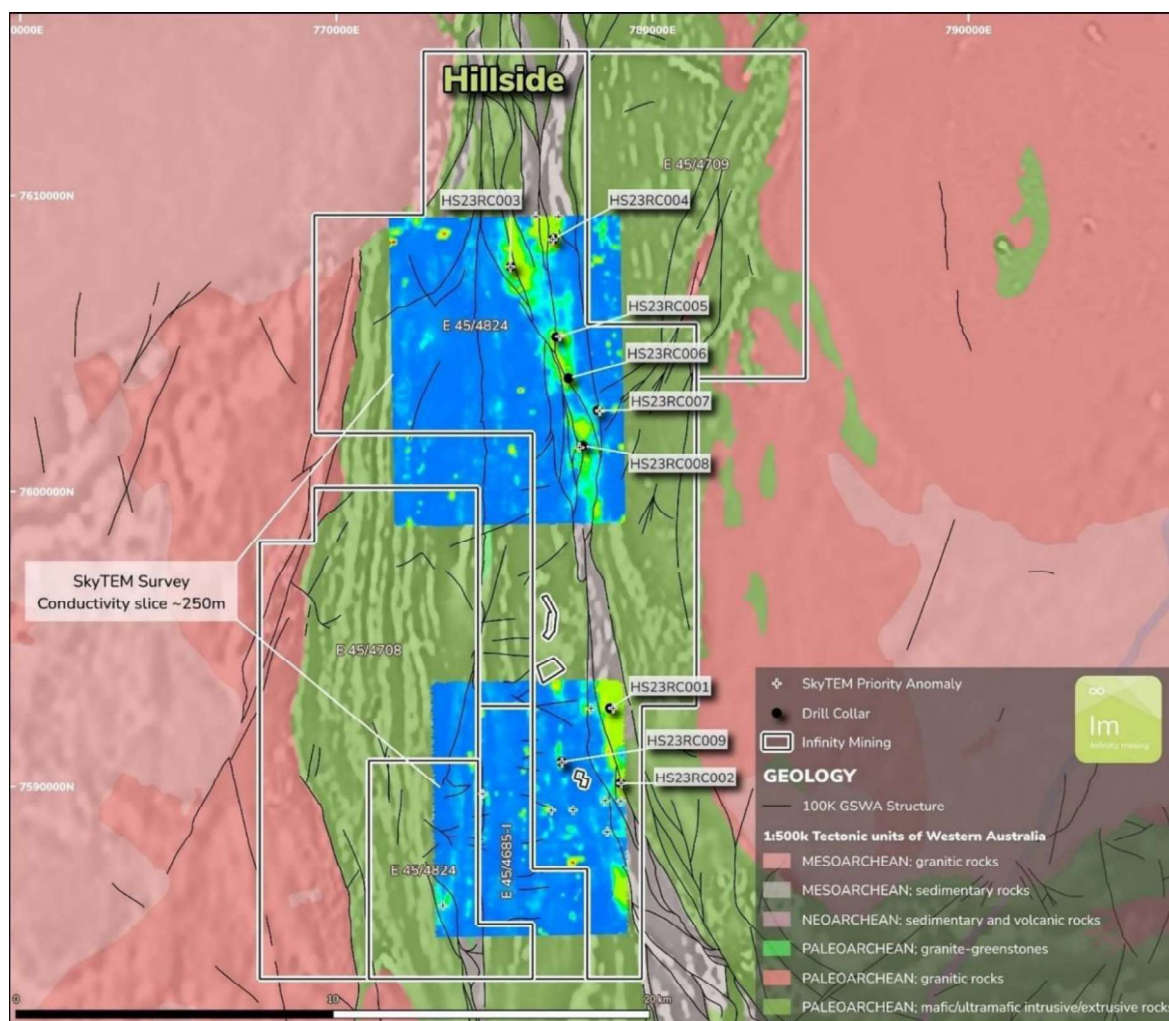 0000E
770000E
780000E
790000E
Hillside
E 45/4709
7610000N
HS23RC003
HS23RC004
HS23RC005
E 45/4824
HS23RC006
HS23RC007
HS23RC008
7600000N
SkyTEM Survey
Conductivity slice ~250m
E 45/4708
HS23RC001
HS23RC009
HS23RC002
7590000N
E 45/4824
E 45/4685-I
SkyTEM Priority Anomaly
Drill Collar
Infinity Mining
Im
Infinity mining
GEOLOGY
100K GSWA Structure
1:500k Tectonic units of Western Australia
MESOARCHEAN; granitic rocks
MESOARCHEAN; sedimentary rocks
NEOARCHEAN; sedimentary and volcanic rocks
PALEOARCHEAN; granite-greenstones
PALEOARCHEAN; granitic rocks
PALEOARCHEAN; mafic/ultramafic intrusive/extrusive rock
0
10
20 km